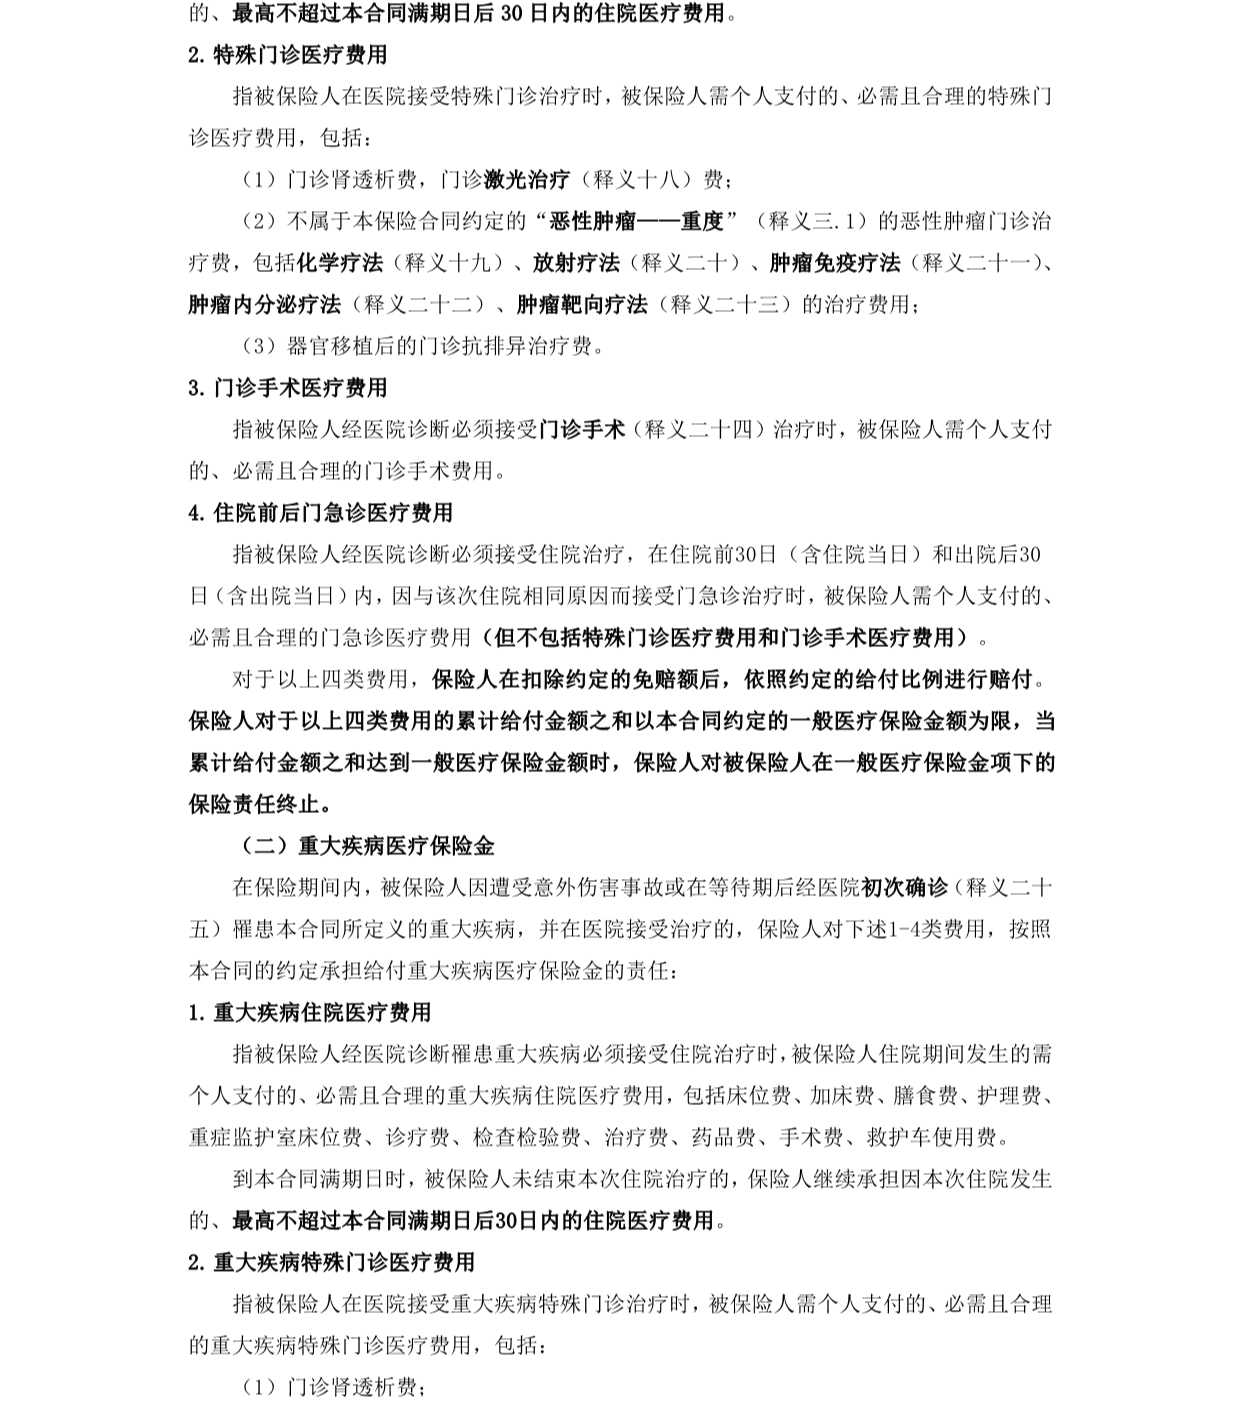 的、最高不超过本合同满期日后 30 日内的住院医疗费用。
2. 特殊门诊医疗费用
指被保险人在医院接受特殊门诊治疗时，被保险人需个人支付的、必需且合理的特殊门
诊医疗费用，包括：
（1）门诊肾透析费，门诊激光治疗（释义十八）费；
（2）不属于本保险合同约定的“恶性肿瘤——重度”（释义三.1）的恶性肿瘤门诊治
疗费，包括化学疗法（释义十九）、放射疗法（释义二十）、肿瘤免疫疗法（释义二十一）、
肿瘤内分泌疗法（释义二十二）、肿瘤靶向疗法（释义二十三）的治疗费用；
（3）器官移植后的门诊抗排异治疗费。
3. 门诊手术医疗费用
指被保险人经医院诊断必须接受门诊手术（释义二十四）治疗时，被保险人需个人支付
的、必需且合理的门诊手术费用。
4. 住院前后门急诊医疗费用
指被保险人经医院诊断必须接受住院治疗，在住院前30日（含住院当日）和出院后30
日（含出院当日）内，因与该次住院相同原因而接受门急诊治疗时，被保险人需个人支付的、
必需且合理的门急诊医疗费用（但不包括特殊门诊医疗费用和门诊手术医疗费用）。
对于以上四类费用，保险人在扣除约定的免赔额后，依照约定的给付比例进行赔付。
保险人对于以上四类费用的累计给付金额之和以本合同约定的一般医疗保险金额为限，当
累计给付金额之和达到一般医疗保险金额时，保险人对被保险人在一般医疗保险金项下的
保险责任终止。
（二）重大疾病医疗保险金
在保险期间内，被保险人因遭受意外伤害事故或在等待期后经医院初次确诊（释义二十
五）罹患本合同所定义的重大疾病，并在医院接受治疗的，保险人对下述1-4类费用，按照
本合同的约定承担给付重大疾病医疗保险金的责任：
1. 重大疾病住院医疗费用
指被保险人经医院诊断罹患重大疾病必须接受住院治疗时，被保险人住院期间发生的需
个人支付的、必需且合理的重大疾病住院医疗费用，包括床位费、加床费、膳食费、护理费、
重症监护室床位费、诊疗费、检查检验费、治疗费、药品费、手术费、救护车使用费。
到本合同满期日时，被保险人未结束本次住院治疗的，保险人继续承担因本次住院发生
的、最高不超过本合同满期日后30日内的住院医疗费用。
2. 重大疾病特殊门诊医疗费用
指被保险人在医院接受重大疾病特殊门诊治疗时，被保险人需个人支付的、必需且合理
的重大疾病特殊门诊医疗费用，包括：
（1）门诊肾透析费；